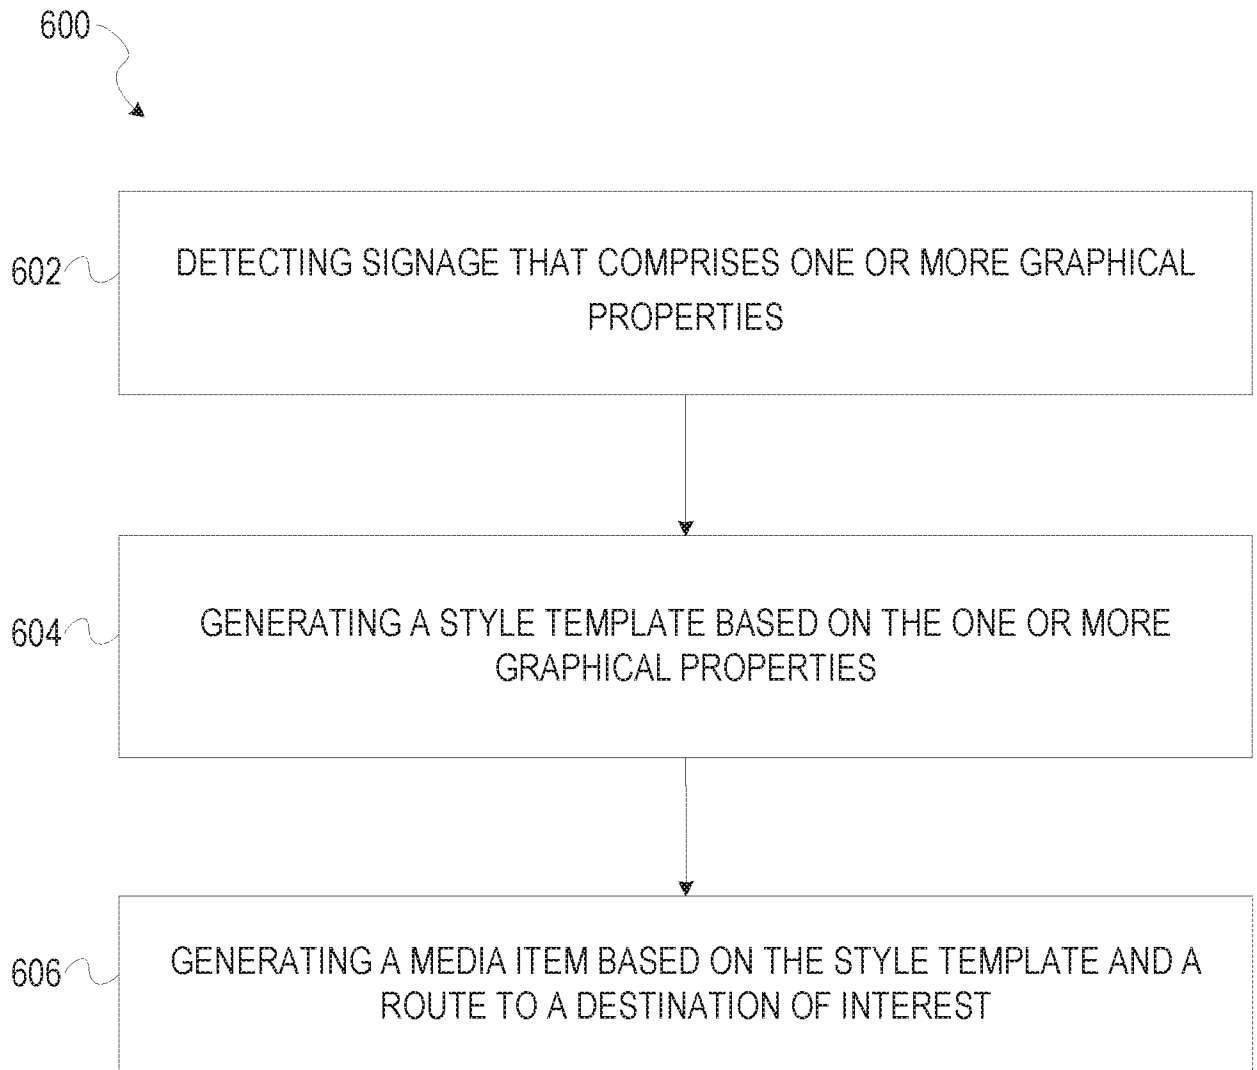 600
602
DETECTING SIGNAGE THAT COMPRISES ONE OR MORE GRAPHICAL
PROPERTIES
604
GENERATING A STYLE TEMPLATE BASED ON THE ONE OR MORE
GRAPHICAL PROPERTIES
606
GENERATING A MEDIA ITEM BASED ON THE STYLE TEMPLATE AND A
ROUTE TO A DESTINATION OF INTEREST